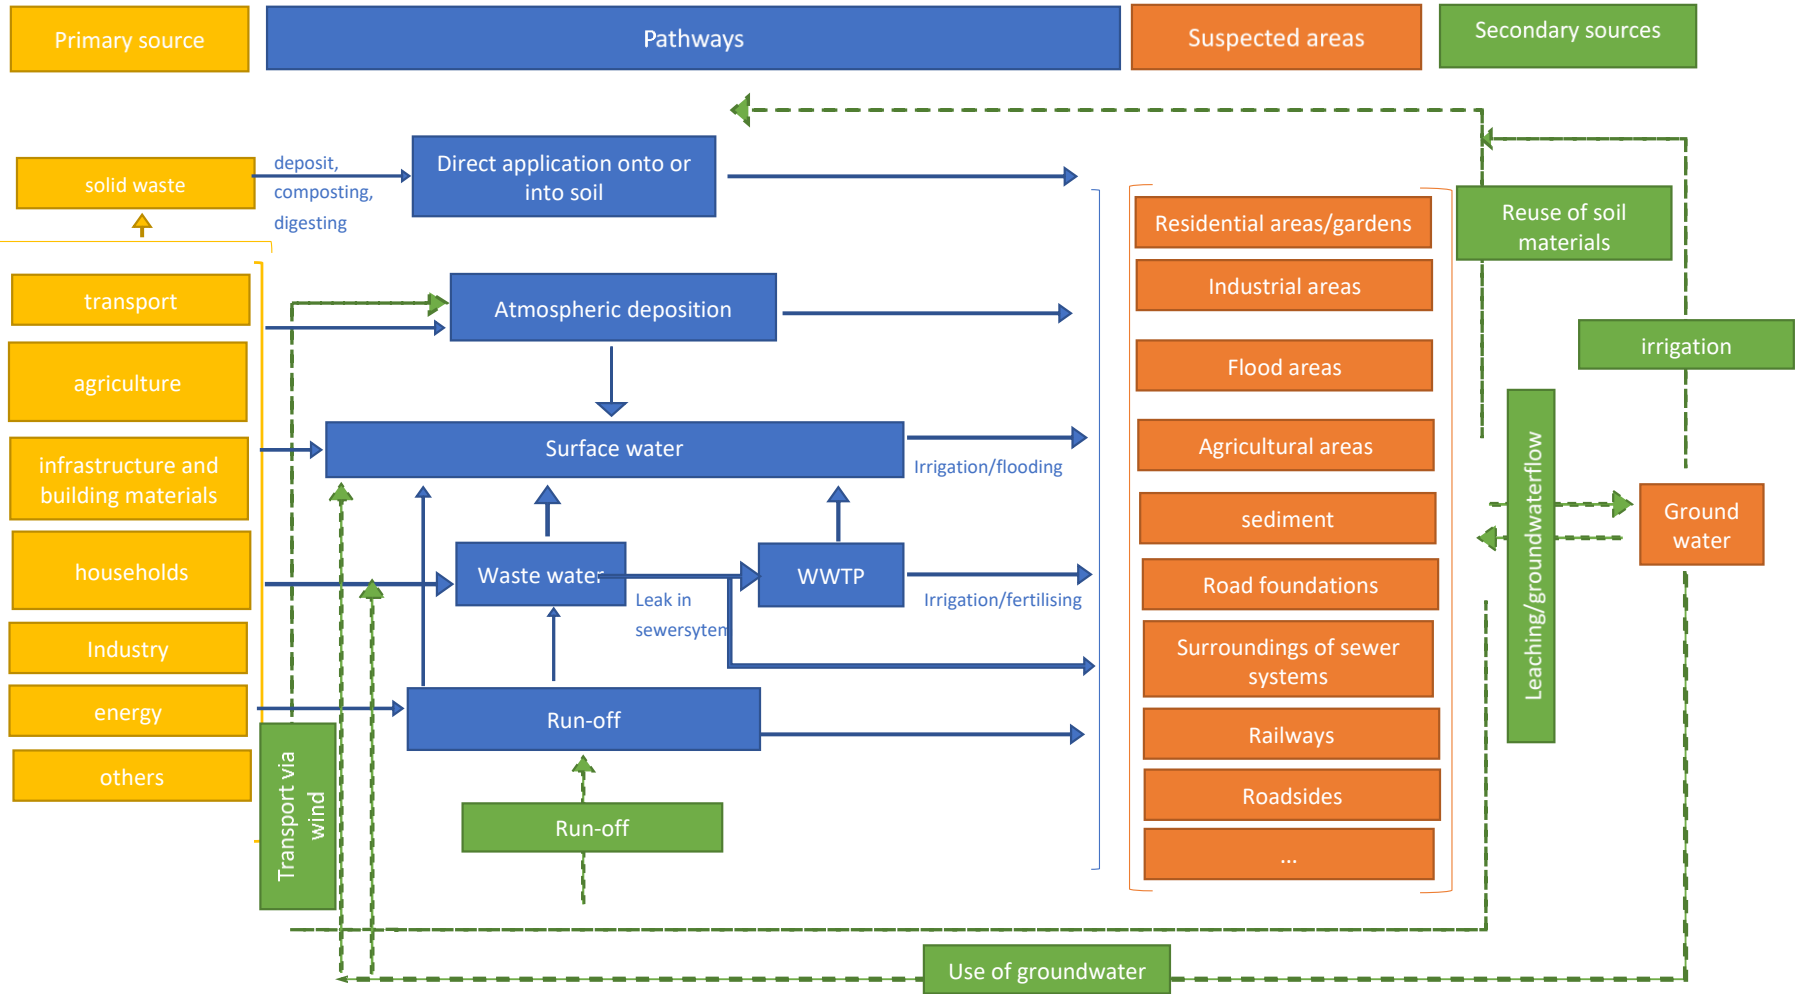 Primary source
Pathways
Suspected areas
Secondary sources
solid waste
deposit,
composting,
digesting
Direct application onto or
into soil
Residential areas/gardens
Reuse of soil
materials
transport
Atmospheric deposition
Industrial areas
irrigation
agriculture
Flood areas
infrastructure and
building materials
Surface water
Irrigation/flooding
Agricultural areas
sediment
Ground
water
Leaching/groundwaterflow
households
Waste water
Leak in
sewersytem
WWTP
Irrigation/fertilising
Road foundations
Industry
Surroundings of sewer
systems
energy
Run-off
Railways
others
Transport via
wind
Roadsides
Run-off
...
Use of groundwater